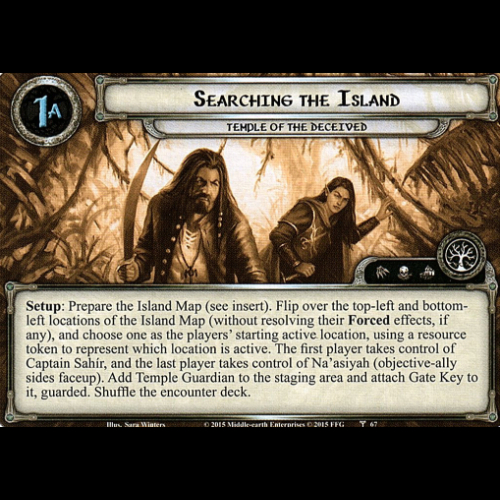 1A
SEARCHING THE ISLAND
TEMPLE OF THE DECEIVED
Setup: Prepare the Island Map (see insert). Flip over the top-left and bottom-
left locations of the Island Map (without resolving their Forced effects, if
any), and choose one as the players' starting active location, using a resource
token to represent which location is active. The first player takes control of
Captain Sahír, and the last player takes control of Na'asiyah (objective-ally
sides faceup). Add Temple Guardian to the staging area and attach Gate Key to
it, guarded. Shuffle the encounter deck.
Illus. Sara Winters © 2015 Middle-earth Enterprises © 2015 FFG 67